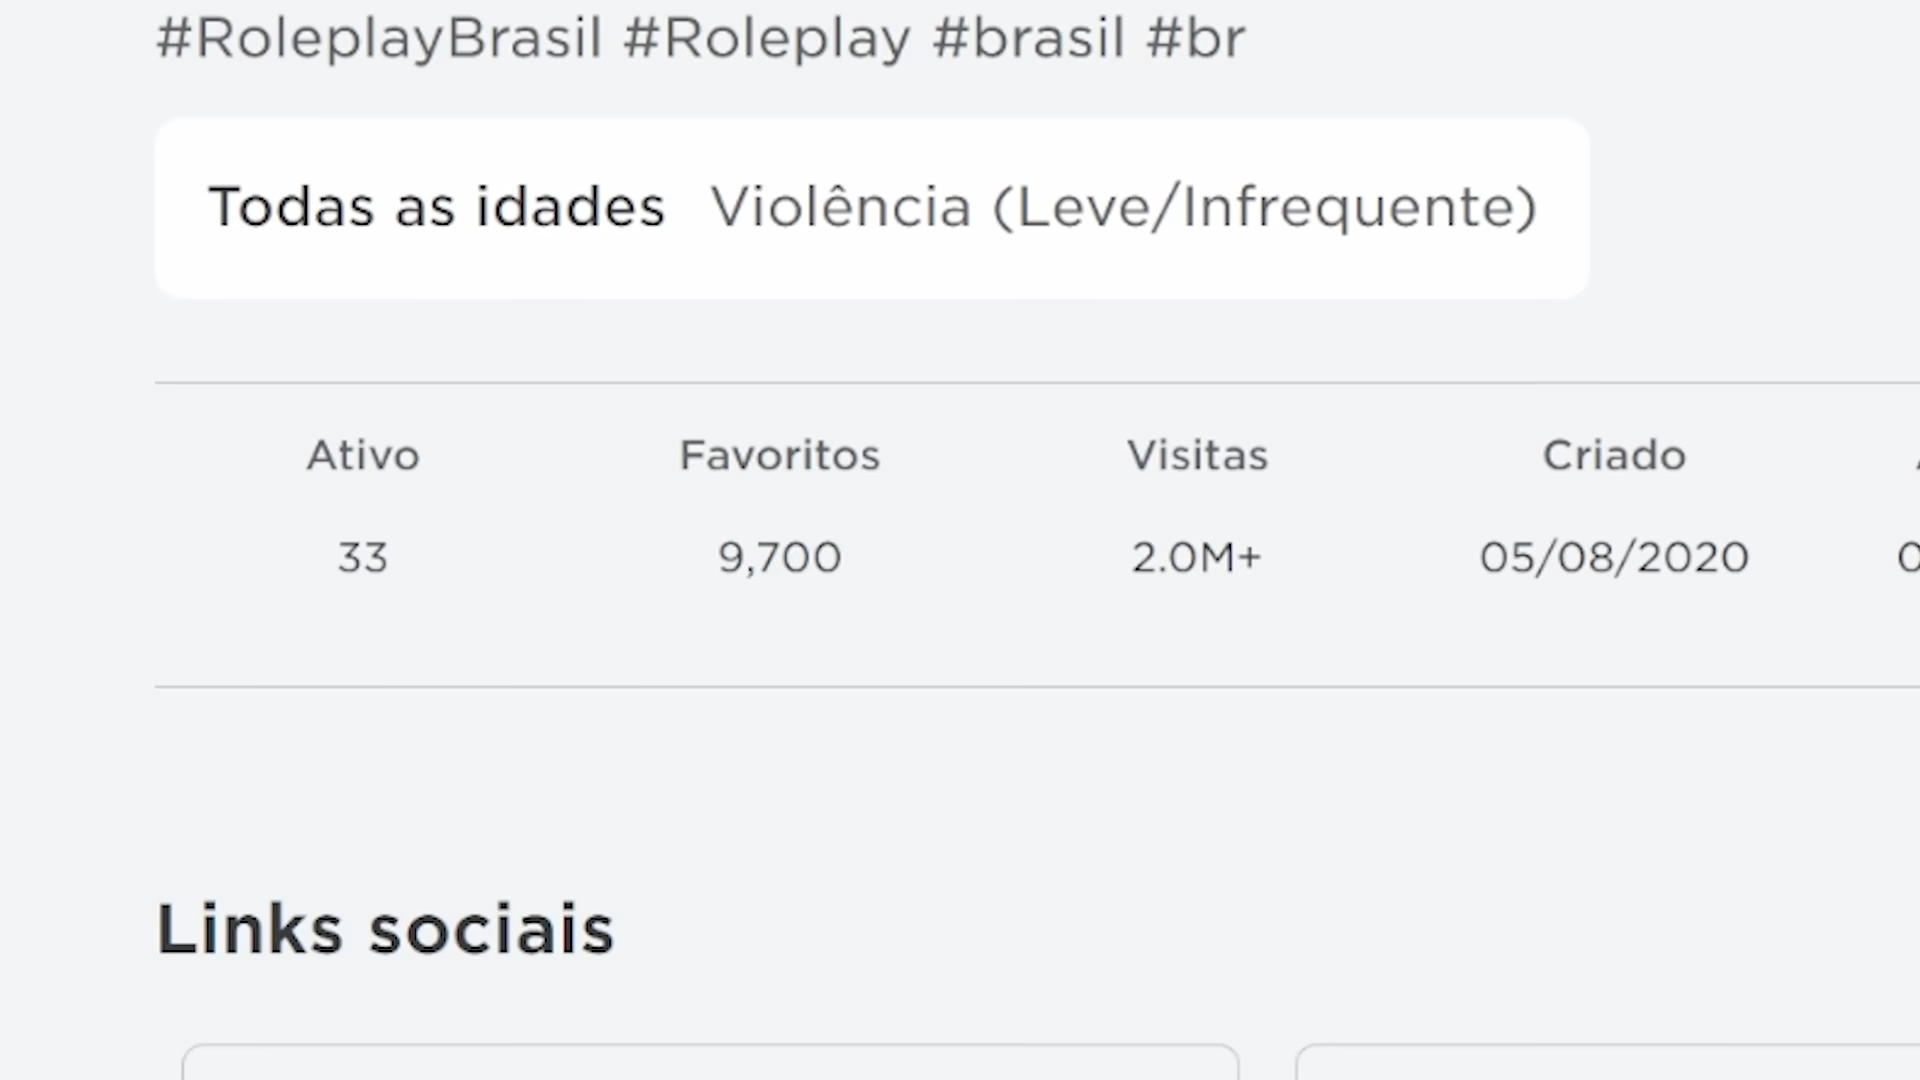 #RoleplayBrasil #Roleplay #brasil #br
Todas as idades Violência (Leve/Infrequente)
Ativo Favoritos Visitas Criado
33 9,700 2.0M+ 05/08/2020
Links sociais